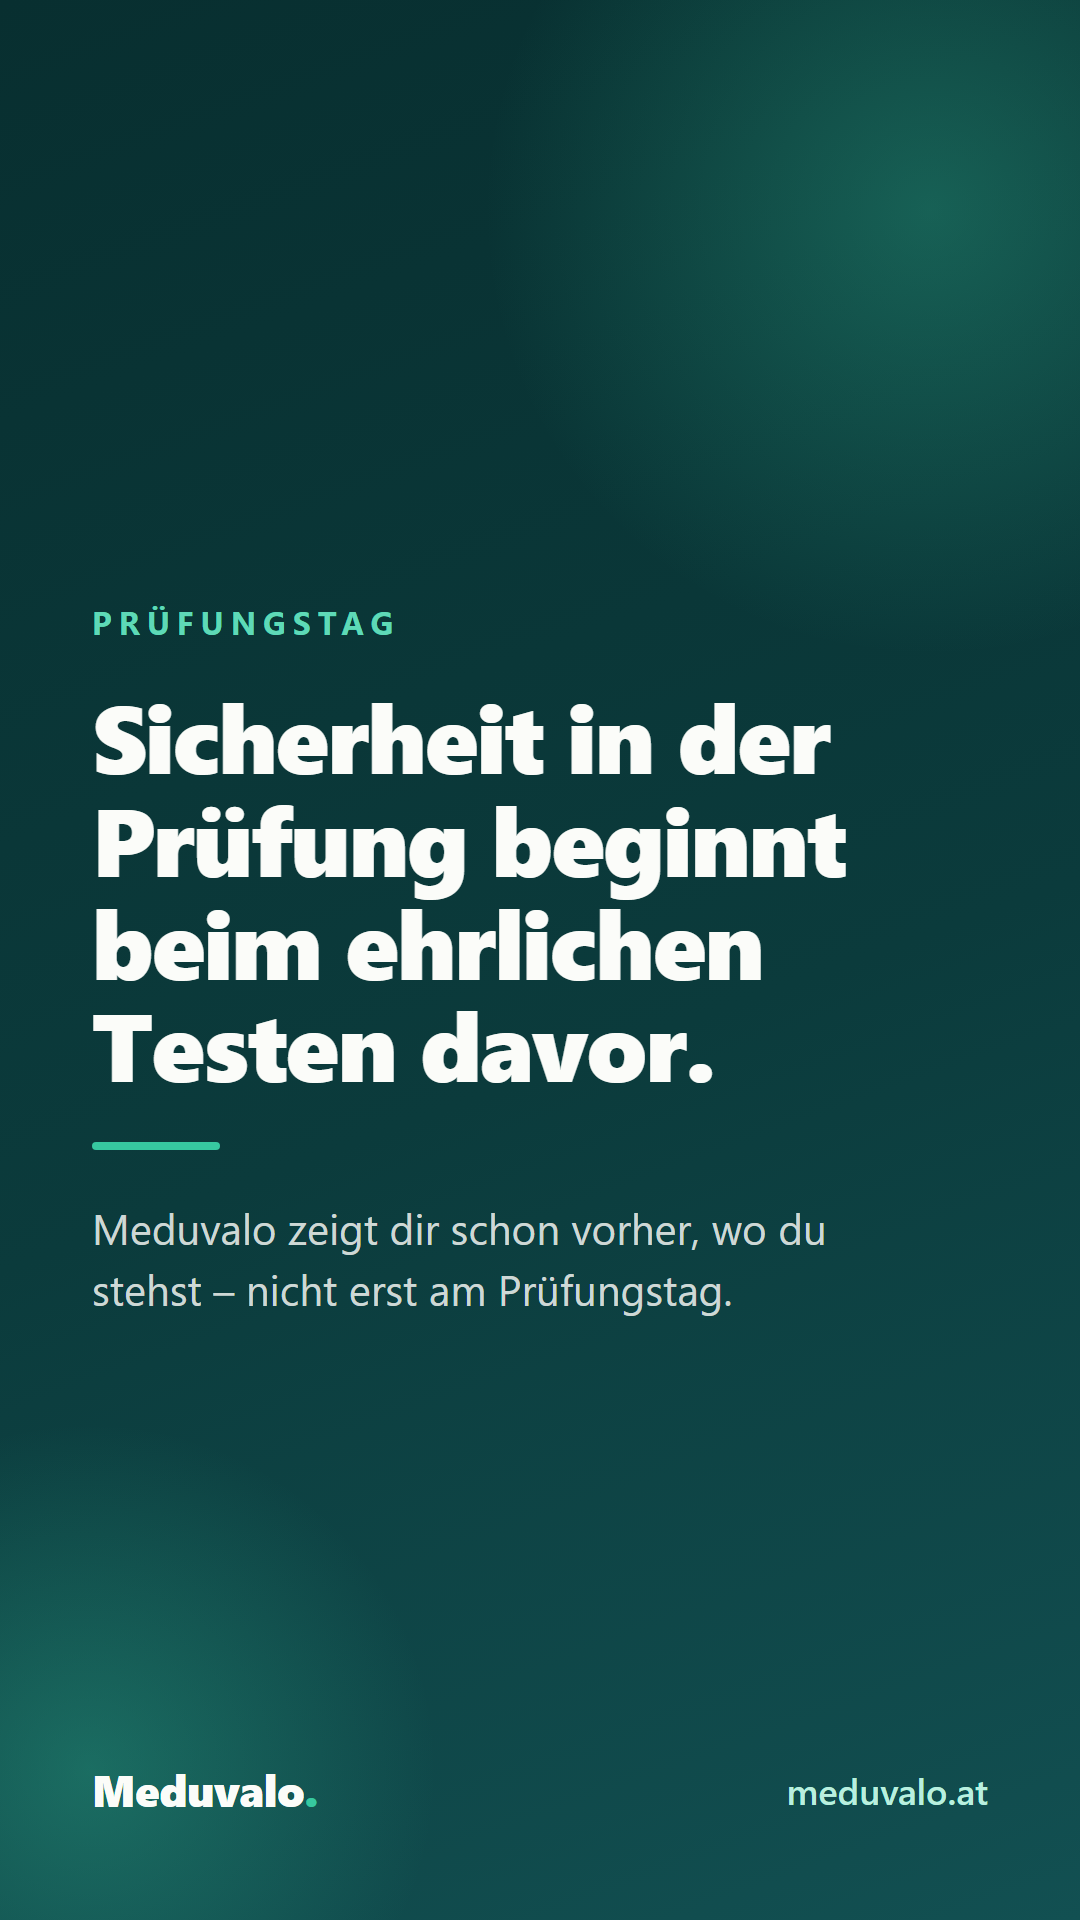 PRÜFUNGSTAG
Sicherheit in der
Prüfung beginnt
beim ehrlichen
Testen davor.
Meduvalo zeigt dir schon vorher, wo du
stehst – nicht erst am Prüfungstag.
Meduvalo.
meduvalo.at